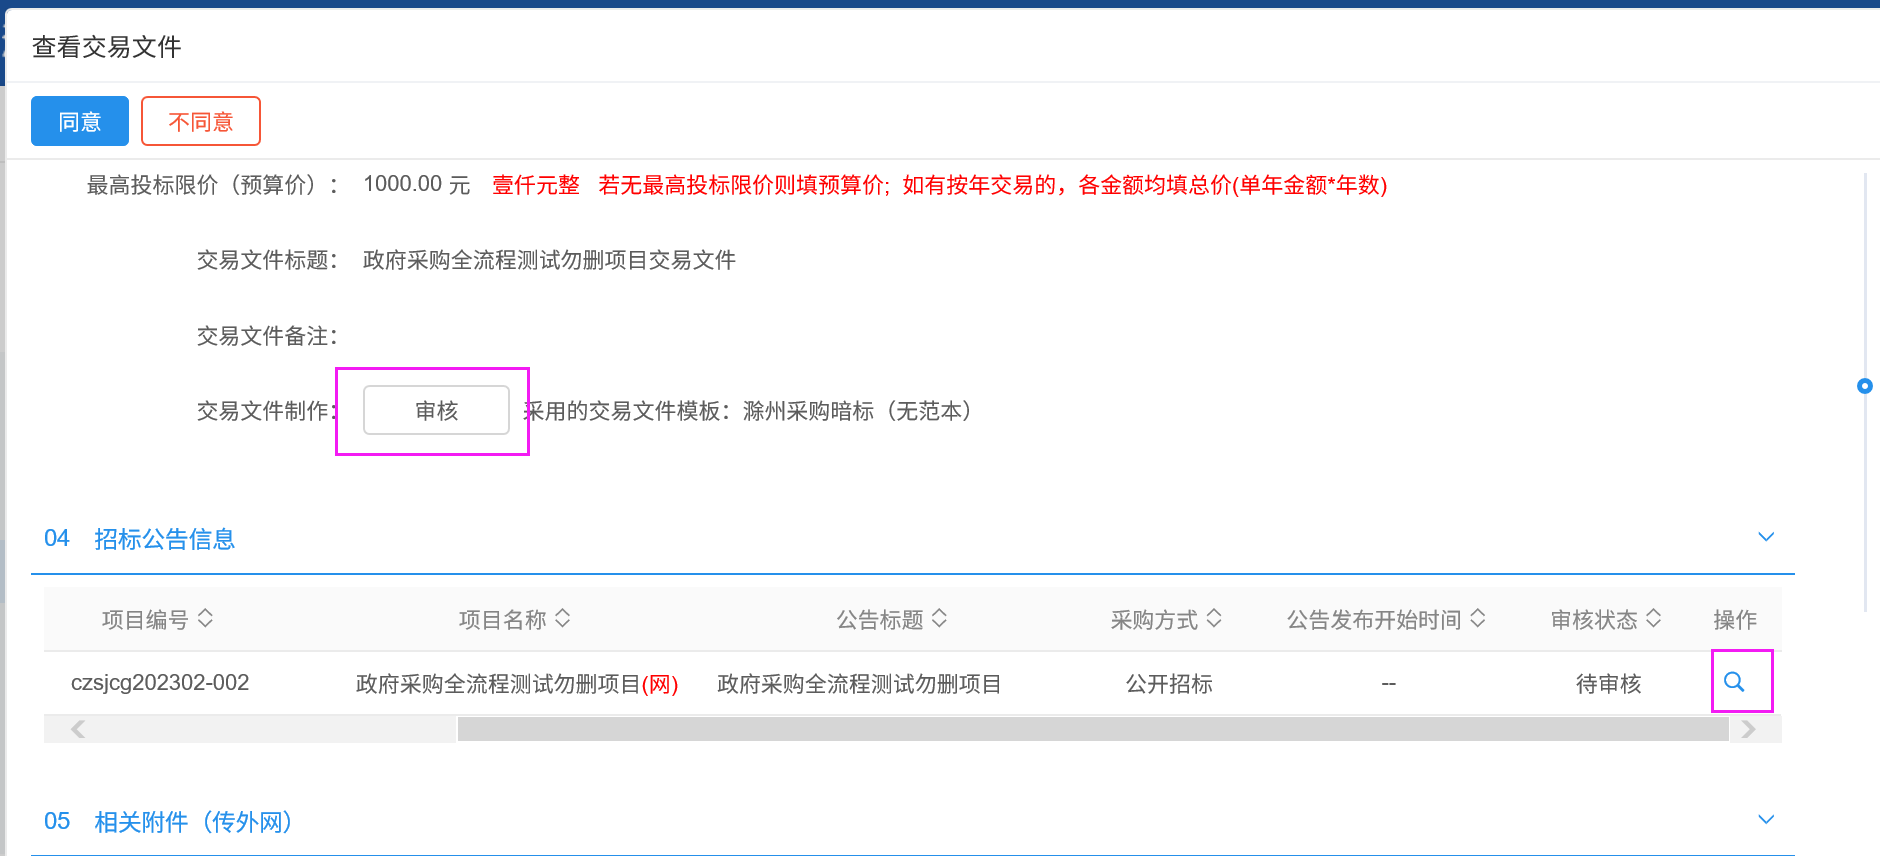 查看交易文件
同意 不同意
最高投标限价（预算价）： 1000.00 元 壹仟元整 若无最高投标限价则填预算价; 如有按年交易的，各金额均填总价(单年金额*年数)
交易文件标题： 政府采购全流程测试勿删项目交易文件
交易文件备注：
交易文件制作： 审核 采用的交易文件模板：滁州采购暗标（无范本）
04 招标公告信息
项目编号 项目名称 公告标题 采购方式 公告发布开始时间 审核状态 操作
czsjcg202302-002 政府采购全流程测试勿删项目(网) 政府采购全流程测试勿删项目 公开招标 -- 待审核
05 相关附件（传外网）